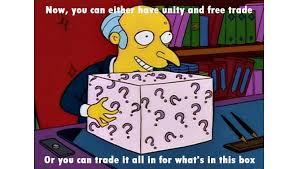 Now, you can either have unity and free trade
Or you can trade it all in for what's in this box